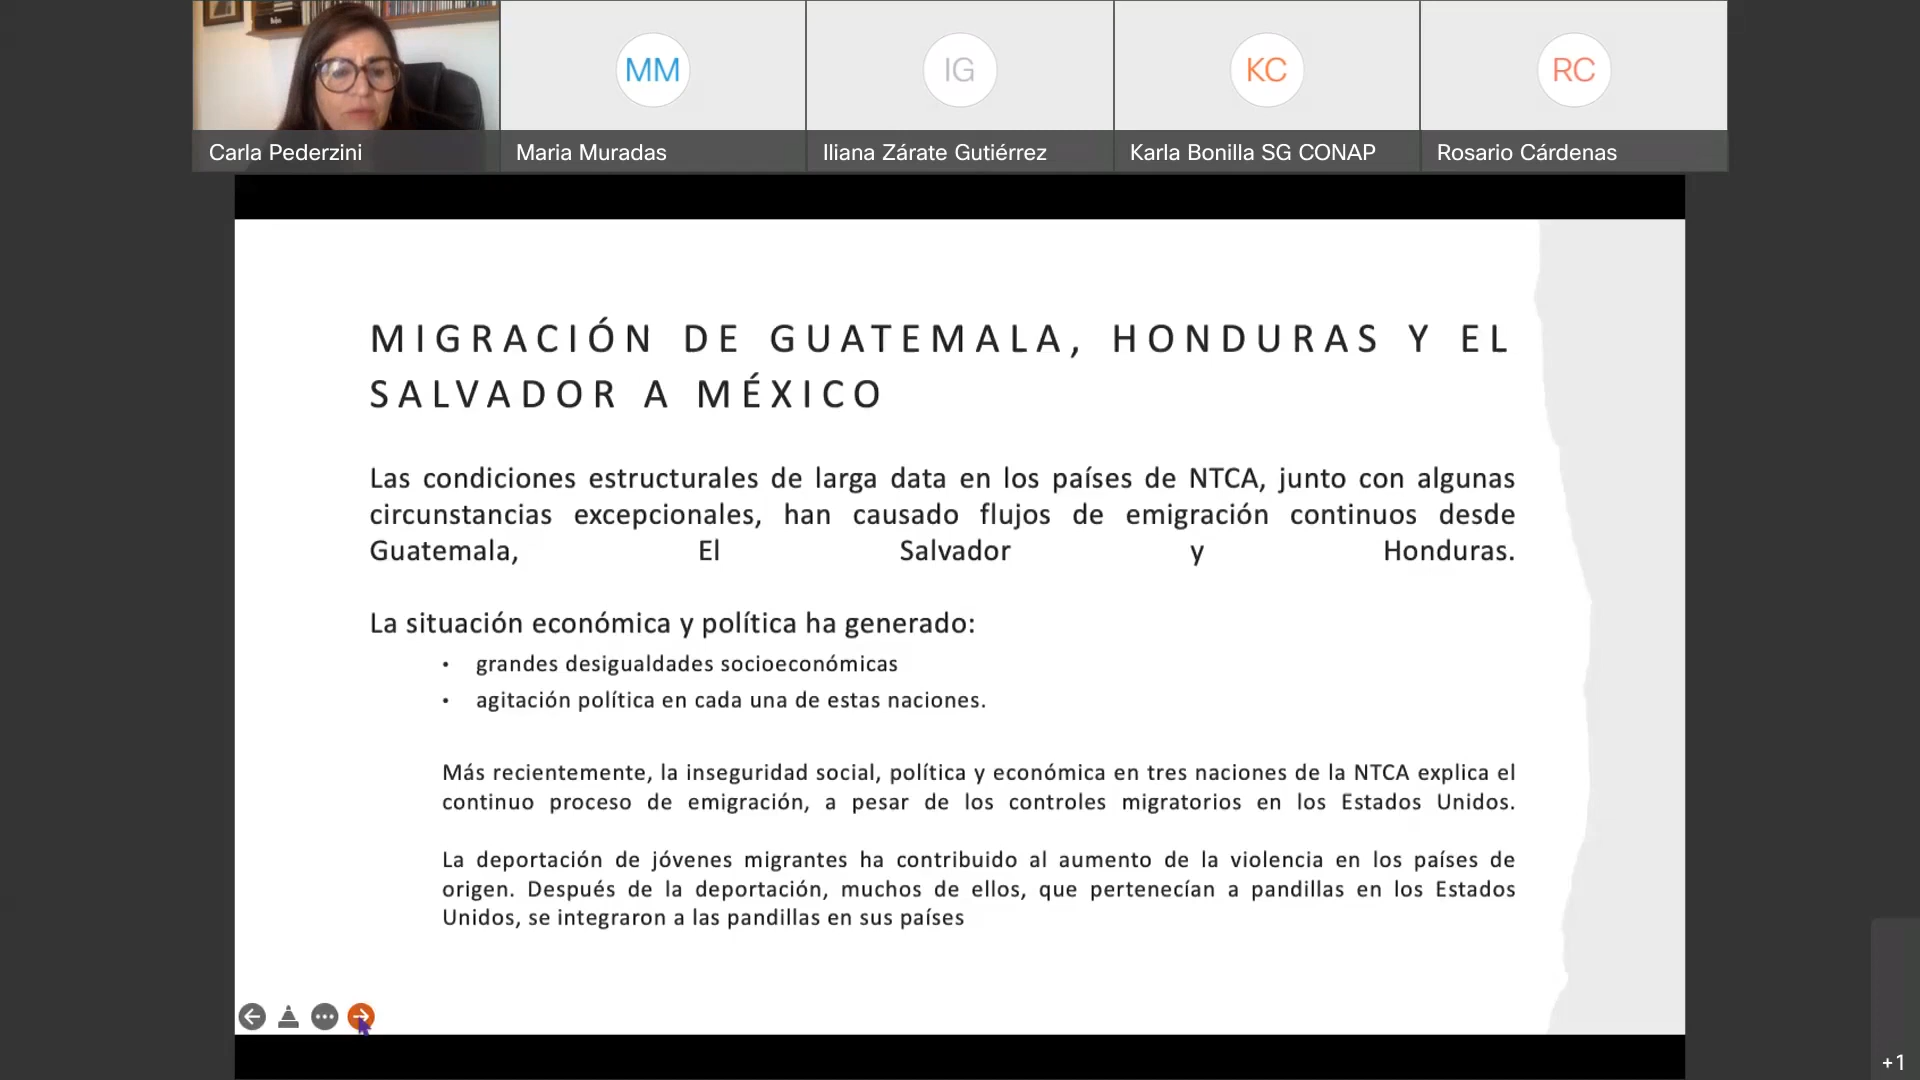 MM
IG
KC
RC
Carla Pederzini
Maria Muradas
Iliana Zárate Gutiérrez
Karla Bonilla SG CONAP
Rosario Cárdenas
MIGRACIÓN DE GUATEMALA, HONDURAS Y EL
SALVADOR A MÉXICO
Las condiciones estructurales de larga data en los países de NTCA, junto con algunas
circunstancias excepcionales, han causado flujos de emigración continuos desde
Guatemala, El Salvador y Honduras.
La situación económica y política ha generado:
• grandes desigualdades socioeconómicas
• agitación política en cada una de estas naciones.
Más recientemente, la inseguridad social, política y económica en tres naciones de la NTCA explica el
continuo proceso de emigración, a pesar de los controles migratorios en los Estados Unidos.
La deportación de jóvenes migrantes ha contribuido al aumento de la violencia en los países de
origen. Después de la deportación, muchos de ellos, que pertenecían a pandillas en los Estados
Unidos, se integraron a las pandillas en sus países
+1